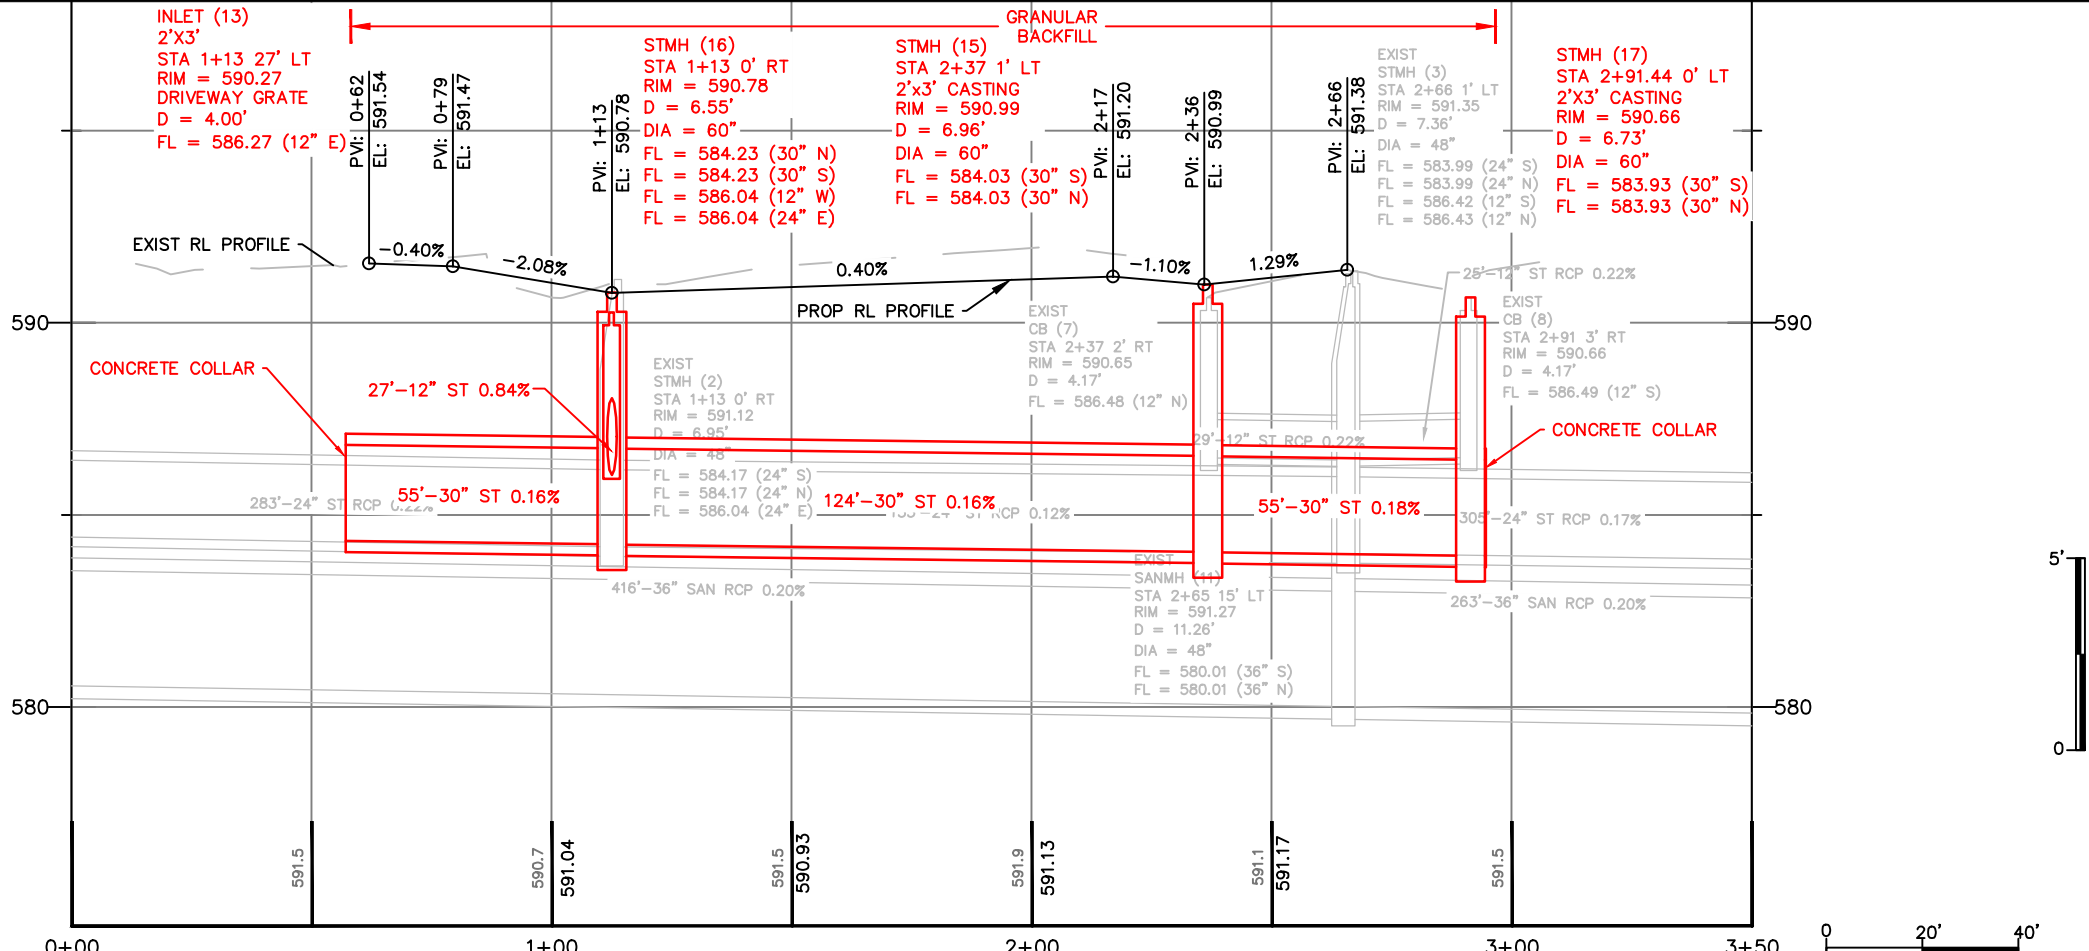 INLET (13)
2'X3'
STA 1+13 27' LT
RIM = 590.27
DRIVEWAY GRATE
D = 4.00'
FL = 586.27 (12" E)
GRANULAR
BACKFILL
STMH (16)
STA 1+13 0' RT
RIM = 590.78
D = 6.55'
DIA = 60"
FL = 584.23 (30" N)
FL = 584.23 (30" S)
FL = 586.04 (12" W)
FL = 586.04 (24" E)
STMH (15)
STA 2+37 1' LT
2'x3' CASTING
RIM = 590.99
D = 6.96'
DIA = 60"
FL = 584.03 (30" S)
FL = 584.03 (30" N)
EXIST
STMH (3)
STA 2+66 1' LT
RIM = 591.35
D = 7.36'
DIA = 48"
FL = 583.99 (24" S)
FL = 583.99 (24" N)
FL = 586.42 (12" S)
FL = 586.43 (12" N)
STMH (17)
STA 2+91.44 0' LT
2'X3' CASTING
RIM = 590.66
D = 6.73'
DIA = 60"
FL = 583.93 (30" S)
FL = 583.93 (30" N)
PVI: 0+62
EL: 591.54
PVI: 0+79
EL: 591.47
PVI: 1+13
EL: 590.78
PVI: 2+17
EL: 591.20
PVI: 2+36
EL: 590.99
PVI: 2+66
EL: 591.38
EXIST RL PROFILE
-0.40%
-2.08%
0.40%
-1.10%
1.29%
PROP RL PROFILE
25'-12" ST RCP 0.22%
590
590
EXIST
CB (7)
STA 2+37 2' RT
RIM = 590.65
D = 4.17'
FL = 586.48 (12" N)
EXIST
CB (8)
STA 2+91 3' RT
RIM = 590.66
D = 4.17'
FL = 586.49 (12" S)
CONCRETE COLLAR
27'-12" ST 0.84%
EXIST
STMH (2)
STA 1+13 0' RT
RIM = 591.12
D = 6.95'
DIA = 48"
FL = 584.17 (24" S)
FL = 584.17 (24" N)
FL = 586.04 (24" E)
CONCRETE COLLAR
29'-12" ST RCP 0.22%
55'-30" ST 0.16%
124'-30" ST 0.16%
55'-30" ST 0.18%
283'-24" ST RCP 0.22%
ST RCP 0.12%
305'-24" ST RCP 0.17%
416'-36" SAN RCP 0.20%
263'-36" SAN RCP 0.20%
EXIST
SANMH (11)
STA 2+65 15' LT
RIM = 591.27
D = 11.26'
DIA = 48"
FL = 580.01 (36" S)
FL = 580.01 (36" N)
580
580
5'
0
591.5
590.7
591.04
591.5
590.93
591.9
591.13
591.1
591.17
591.5
0+00
1+00
2+00
3+00
3+50
0
20'
40'